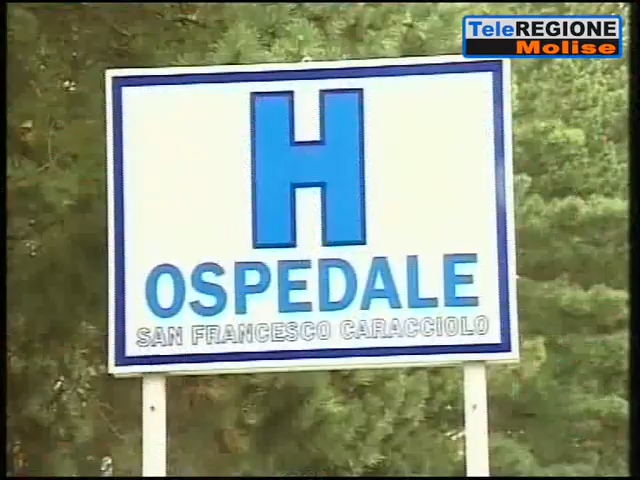 TeleREGIONE
Molise
H
OSPEDALE
SAN FRANCESCO CARACCIOLO